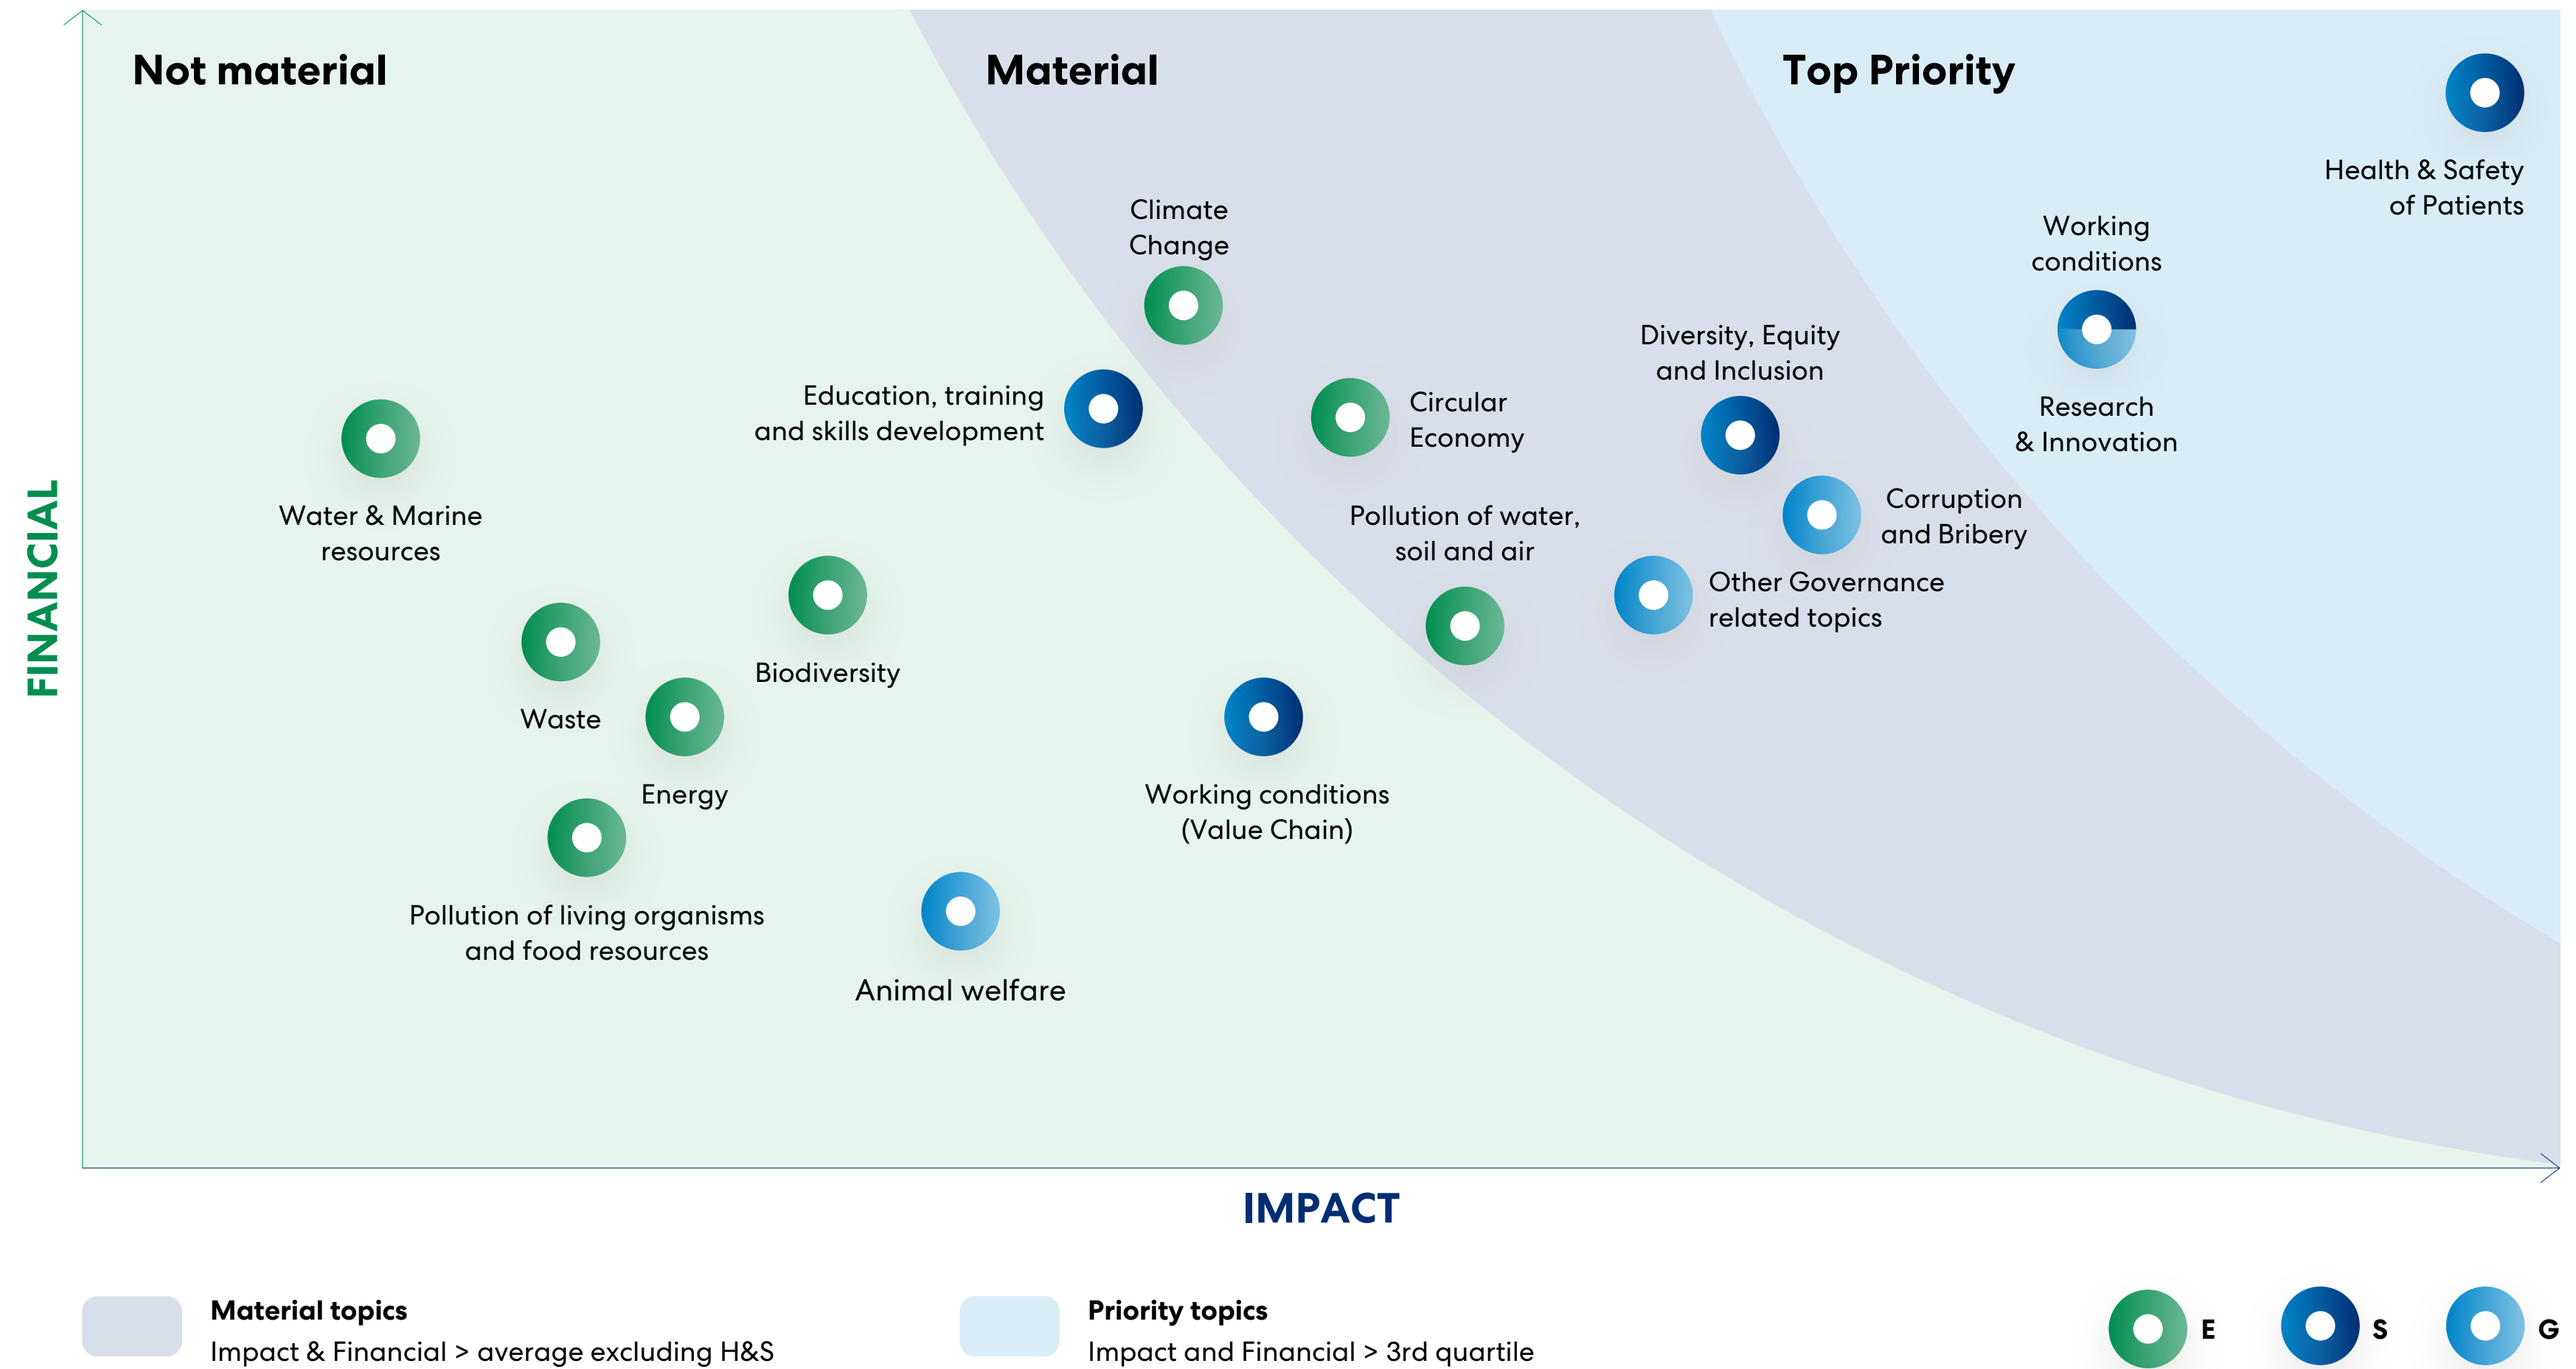 Not material
Material
Top Priority
Health & Safety
of Patients
Climate
Change
Working
conditions
Diversity, Equity
and Inclusion
Education, training
and skills development
Circular
Economy
Research
& Innovation
Water & Marine
resources
Pollution of water,
soil and air
Corruption
and Bribery
Other Governance
related topics
Biodiversity
Waste
Energy
Working conditions
(Value Chain)
Pollution of living organisms
and food resources
Animal welfare
FINANCIAL
IMPACT
Material topics
Impact & Financial > average excluding H&S
Priority topics
Impact and Financial > 3rd quartile
E
S
G